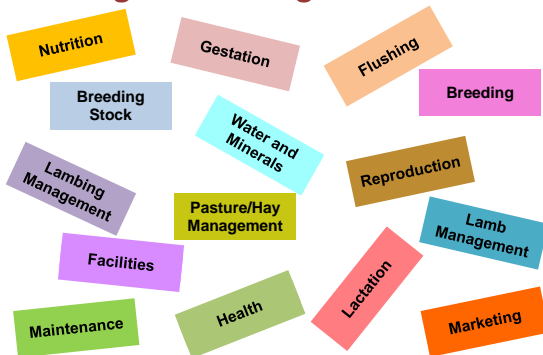 Nutrition
Gestation
Flushing
Breeding
Stock
Breeding
Water and
Minerals
Lambing
Management
Reproduction
Pasture/Hay
Management
Lamb
Management
Facilities
Lactation
Health
Maintenance
Marketing